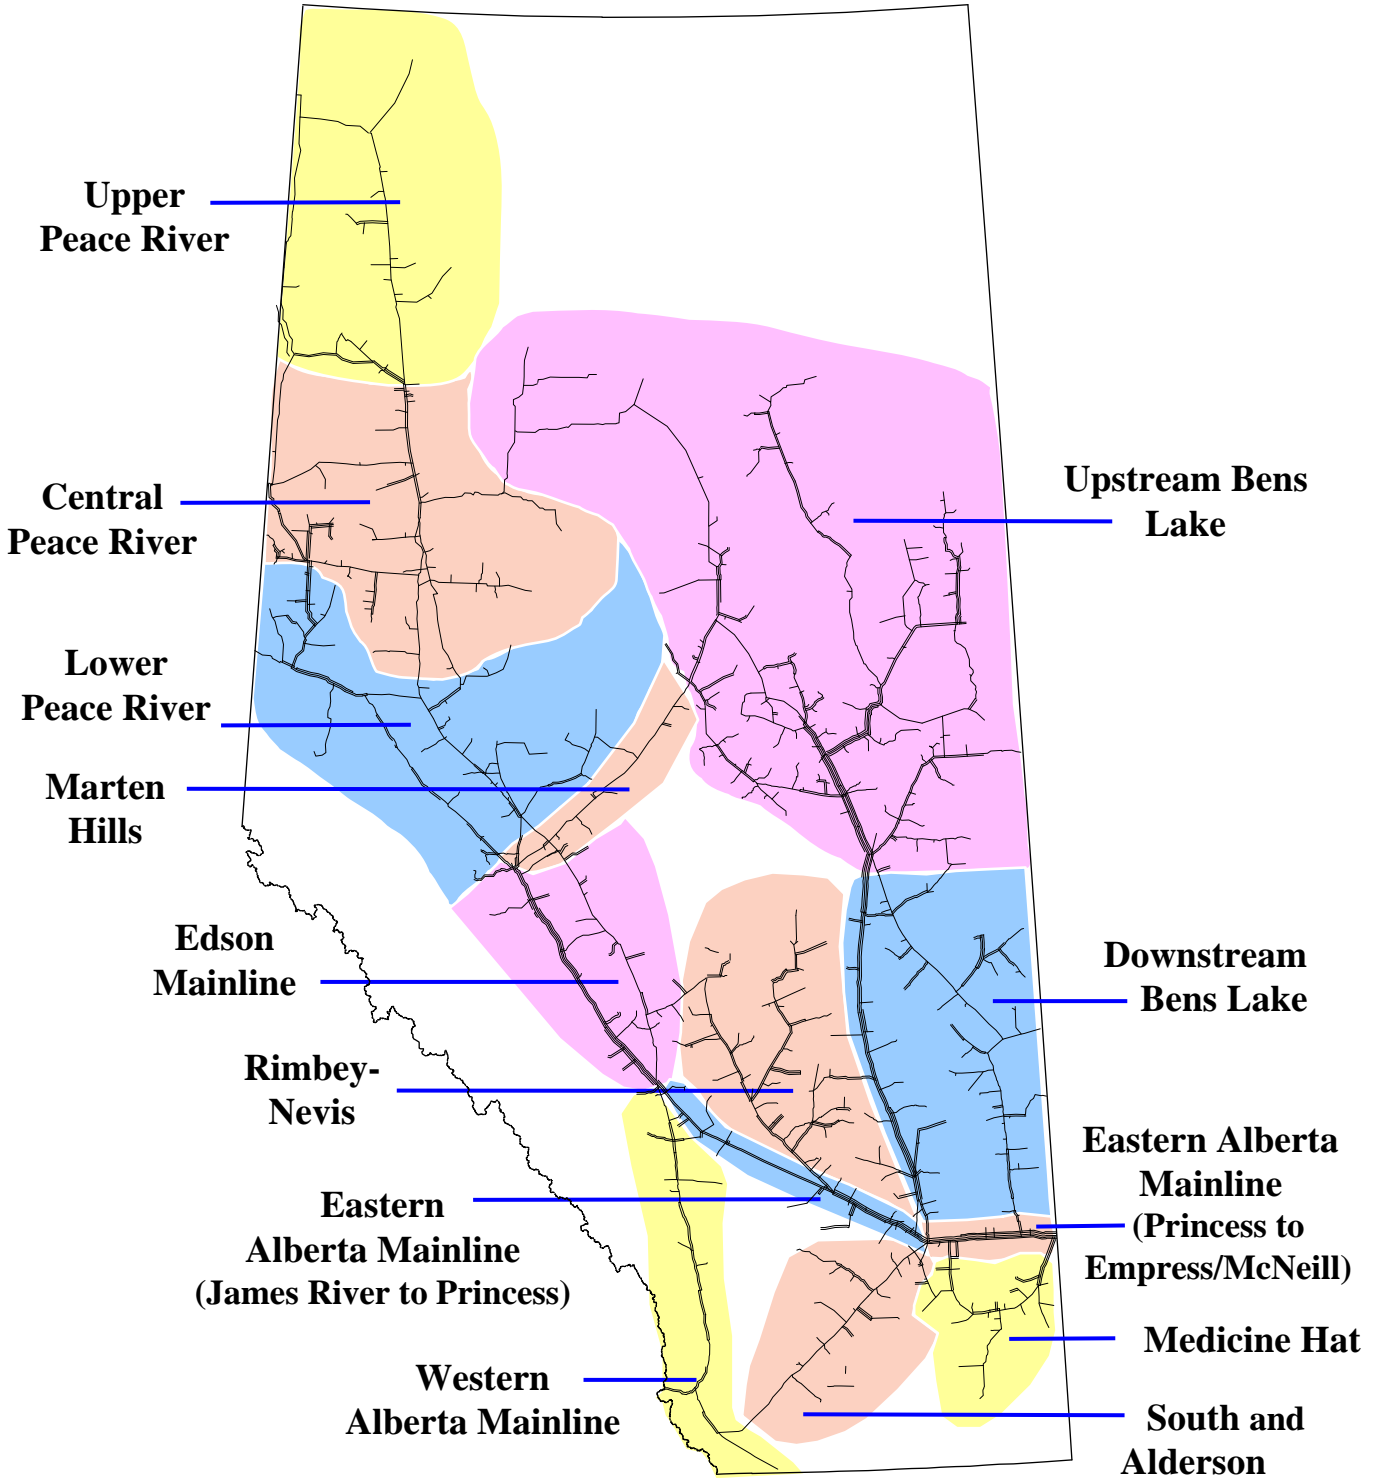 Upper
Peace River
Central
Peace River
Lower
Peace River
Marten
Hills
Edson
Mainline
Rimbey-
Nevis
Eastern
Alberta Mainline
(James River to Princess)
Western
Alberta Mainline
Upstream Bens
Lake
Downstream
Bens Lake
Eastern Alberta
Mainline
(Princess to
Empress/McNeill)
Medicine Hat
South and
Alderson